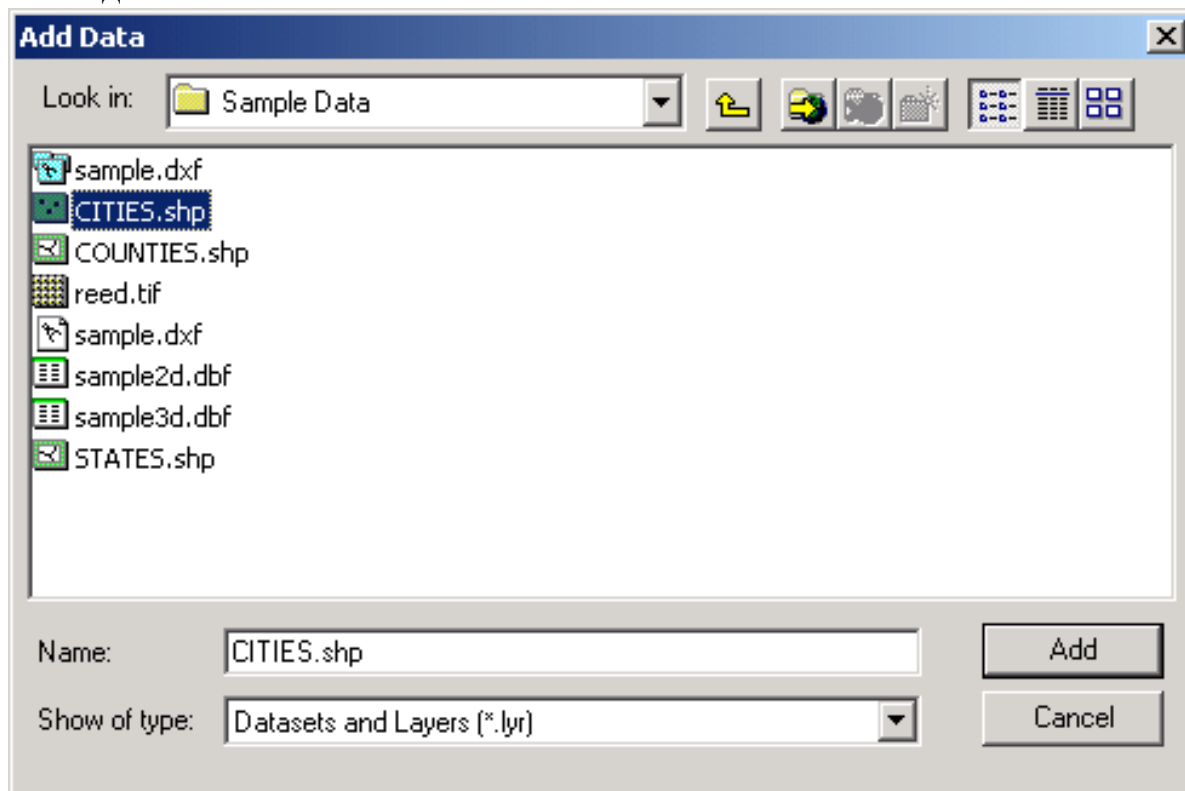 Add Data
Look in: Sample Data
sample.dxf
CITIES.shp
COUNTIES.shp
reed.tif
sample.dxf
sample2d.dbf
sample3d.dbf
STATES.shp
Name: CITIES.shp Add
Show of type: Datasets and Layers (*.lyr) Cancel